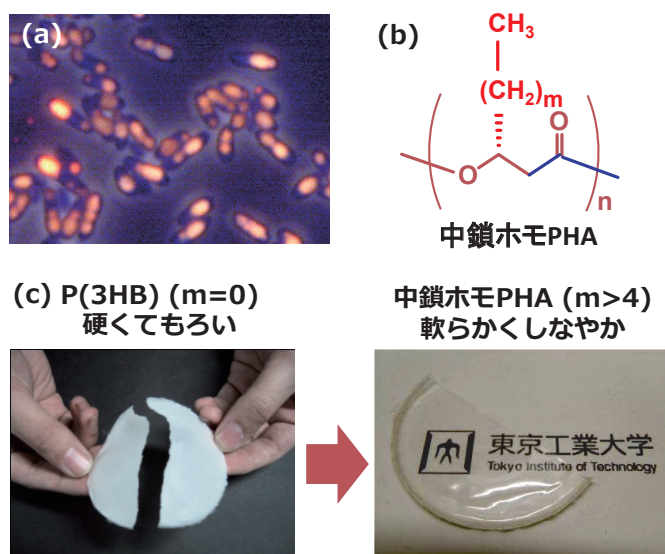 (a)
(b)
CH3
(CH2)m
O
O
n
中鎖ホモPHA
(c) P(3HB) (m=0)
硬くてもろい
中鎖ホモPHA (m>4)
軟らかくしなやか
東京工業大学
Tokyo Institute of Technology